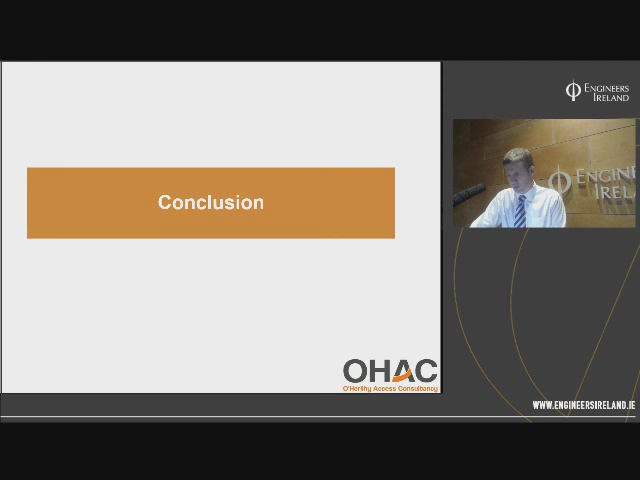 Conclusion
OHAC
O'Herlihy Access Consultancy
ENGINEERS
IRELAND
WWW.ENGINEERSIRELAND.IE